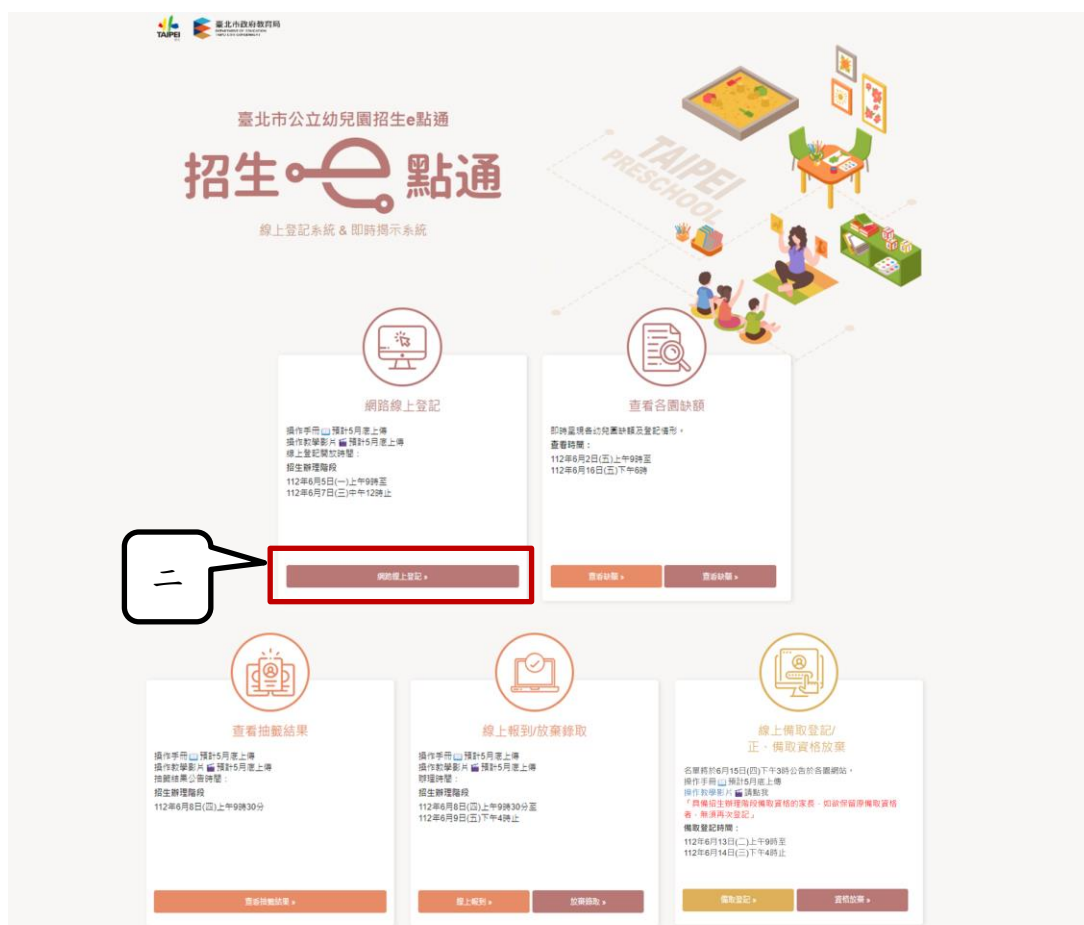 TAIPEI
臺北市政府教育局
DEPARTMENT OF EDUCATION
TAIPEI CITY GOVERNMENT
臺北市公立幼兒園招生e點通
招生e點通
線上登記系統 & 即時揭示系統
TAIPEI
PRESCHOOL
網路線上登記
操作手冊 預計5月底上傳
操作教學影片 預計5月底上傳
線上登記開放時間：
招生辦理階段
112年6月5日(一)上午9時至
112年6月7日(三)中午12時止
網路線上登記 »
查看各園缺額
即時呈現各幼兒園缺額及登記情形。
查看時間：
112年6月2日(五)上午9時至
112年6月16日(五)下午6時
查看缺額 »
查看缺額 »
二
查看抽籤結果
操作手冊 預計5月底上傳
操作教學影片 預計5月底上傳
抽籤結果公告時間：
招生辦理階段
112年6月8日(四)上午9時30分
查看抽籤結果 »
線上報到/放棄錄取
操作手冊 預計5月底上傳
操作教學影片 預計5月底上傳
辦理時間：
招生辦理階段
112年6月8日(四)上午9時30分至
112年6月9日(五)下午4時止
線上報到 »
放棄錄取 »
線上備取登記/
正、備取資格放棄
名單將於6月15日(四)下午3時公告於各園網站。
操作手冊 預計5月底上傳
操作教學影片 請點我
「具備招生辦理階段備取資格的家長，如欲保留原備取資格
者，無須再次登記」
備取登記時間：
112年6月13日(二)上午9時至
112年6月14日(三)下午4時止
備取登記 »
資格放棄 »